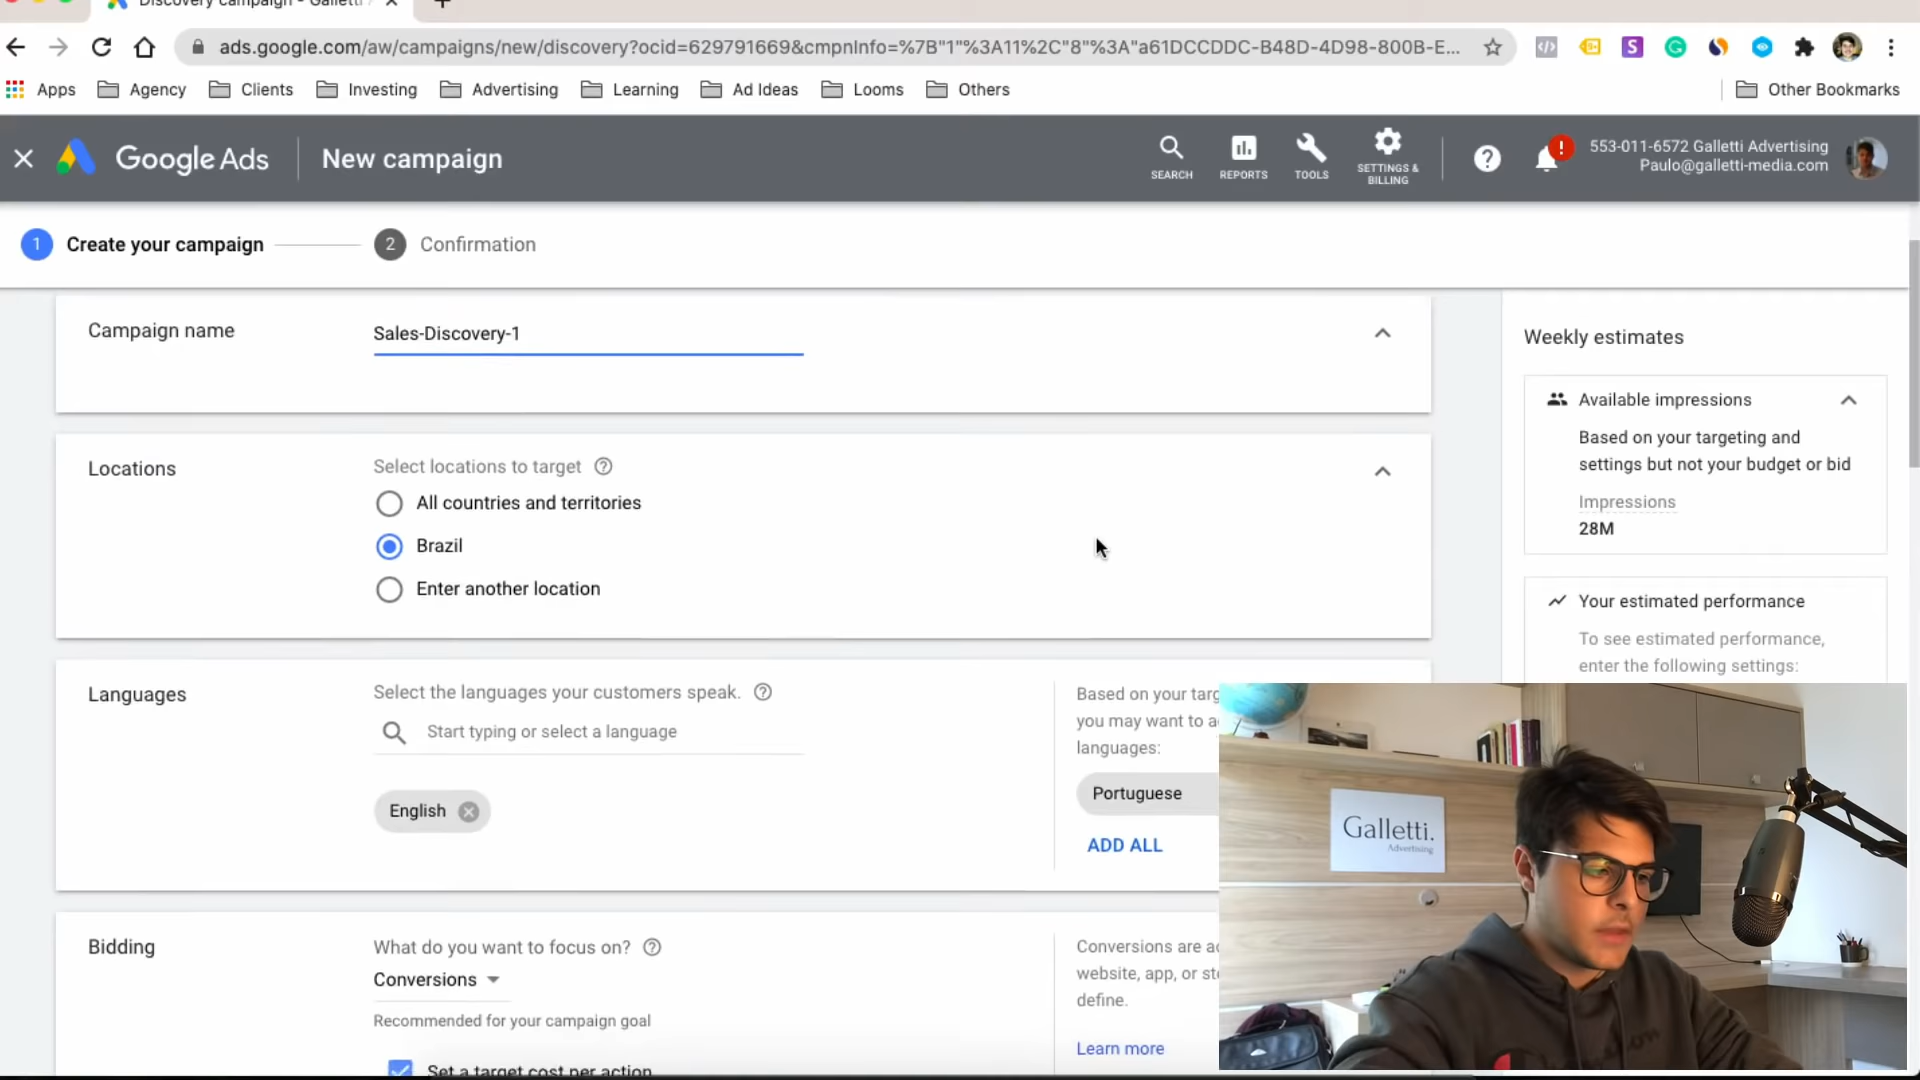 Discovery campaign - Galletti
ads.google.com/aw/campaigns/new/discovery?ocid=629791669&cmpnInfo=%7B"1"%3A11%2C"8"%3A"a61DCCDDC-B48D-4D98-800B-E...
Apps Agency Clients Investing Advertising Learning Ad Ideas Looms Others Other Bookmarks
Google Ads New campaign
SEARCH REPORTS TOOLS SETTINGS & BILLING
553-011-6572 Galletti Advertising
Paulo@galletti-media.com
1 Create your campaign 2 Confirmation
Campaign name Sales-Discovery-1
Locations Select locations to target
All countries and territories
Brazil
Enter another location
Languages Select the languages your customers speak.
Start typing or select a language
English
Based on your targ
you may want to a
languages:
Portuguese
ADD ALL
Bidding What do you want to focus on?
Conversions
Recommended for your campaign goal
Set a target cost per action
Conversions are ac
website, app, or sto
define.
Learn more
Weekly estimates
Available impressions
Based on your targeting and
settings but not your budget or bid
Impressions
28M
Your estimated performance
To see estimated performance,
enter the following settings:
Galletti.
Advertising